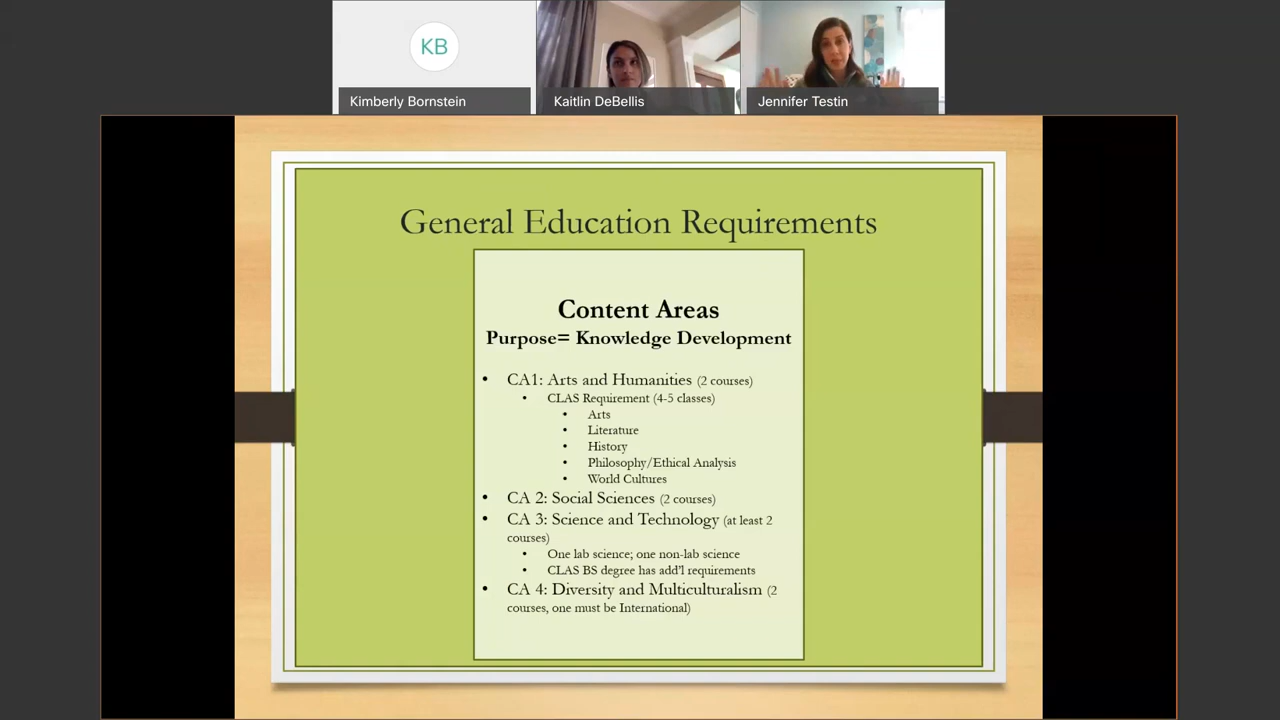 KB
Kimberly Bornstein
Kaitlin DeBellis
Jennifer Testin
General Education Requirements
Content Areas
Purpose= Knowledge Development
• CA1: Arts and Humanities (2 courses)
• CLAS Requirement (4-5 classes)
• Arts
• Literature
• History
• Philosophy/Ethical Analysis
• World Cultures
• CA 2: Social Sciences (2 courses)
• CA 3: Science and Technology (at least 2
courses)
• One lab science; one non-lab science
• CLAS BS degree has add'l requirements
• CA 4: Diversity and Multiculturalism (2
courses, one must be International)